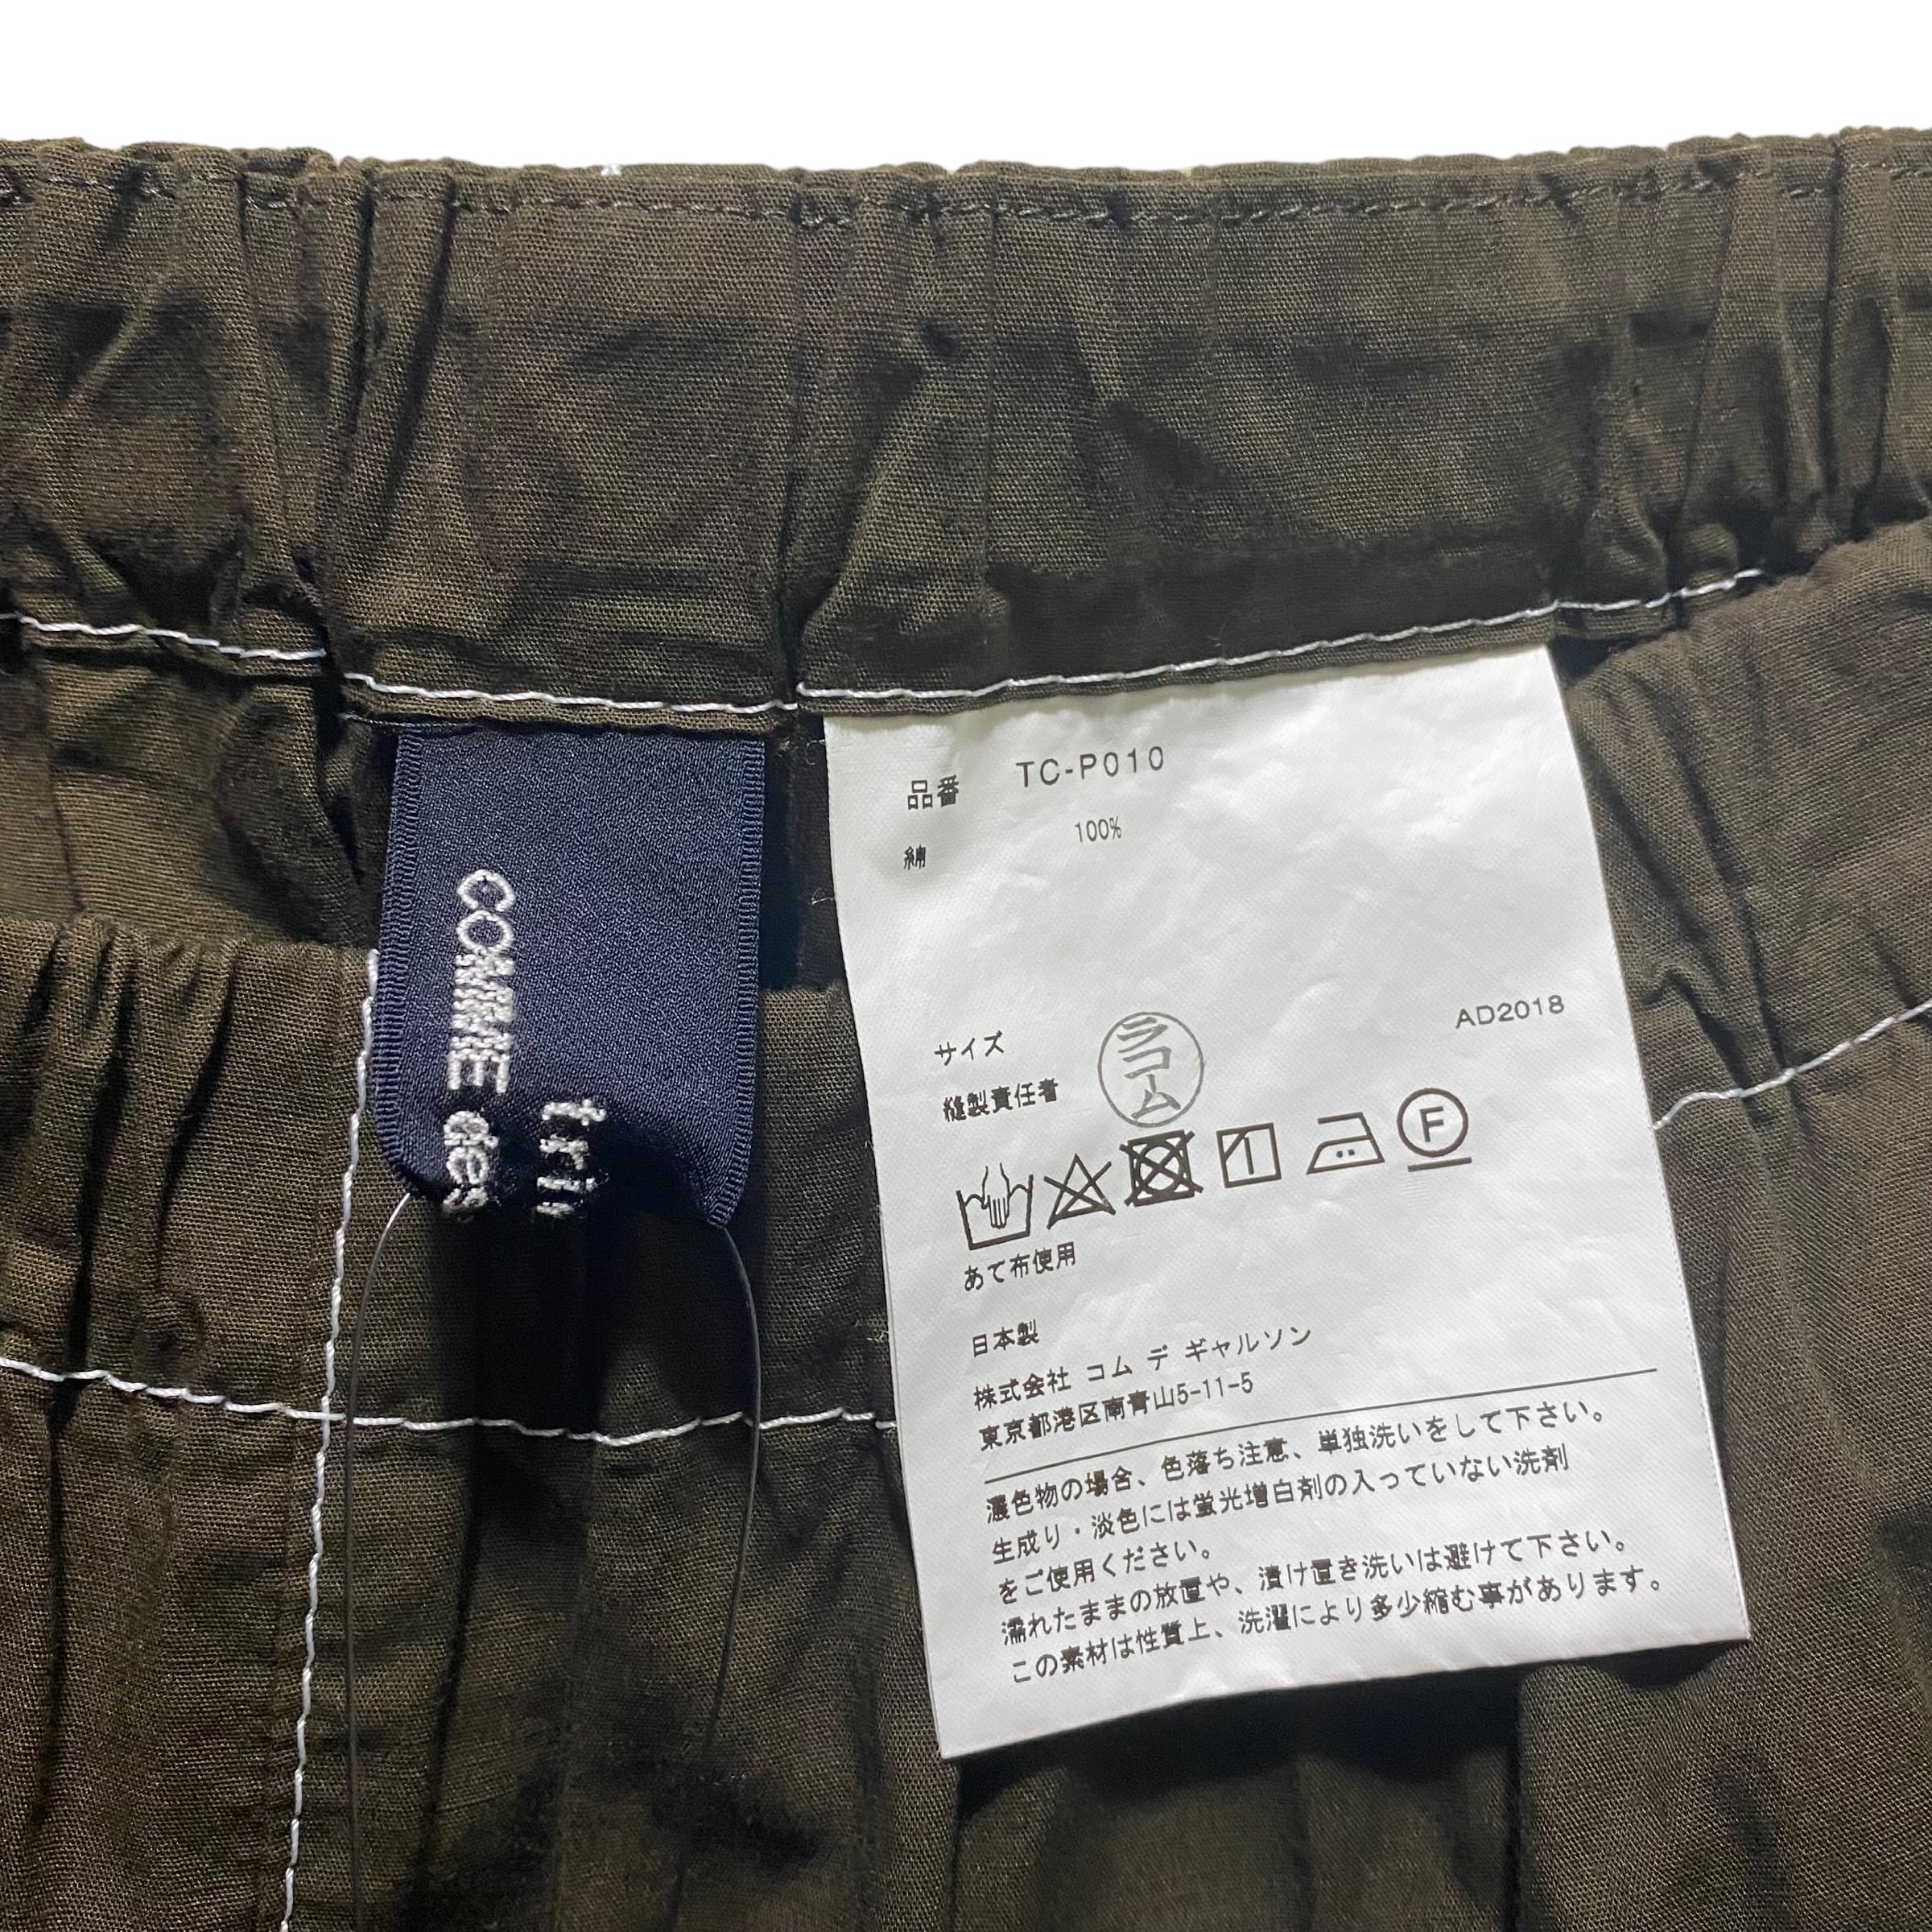 COMME des
tri
品番 TC-P010
綿 100%
AD2018
サイズ
縫製責任者
ラコーム
F
あて布使用
日本製
株式会社 コム デ ギャルソン
東京都港区南青山5-11-5
濃色物の場合、色落ち注意、単独洗いをして下さい。
生成り・淡色には蛍光増白剤の入っていない洗剤
をご使用ください。
濡れたままの放置や、漬け置き洗いは避けて下さい。
この素材は性質上、洗濯により多少縮む事があります。